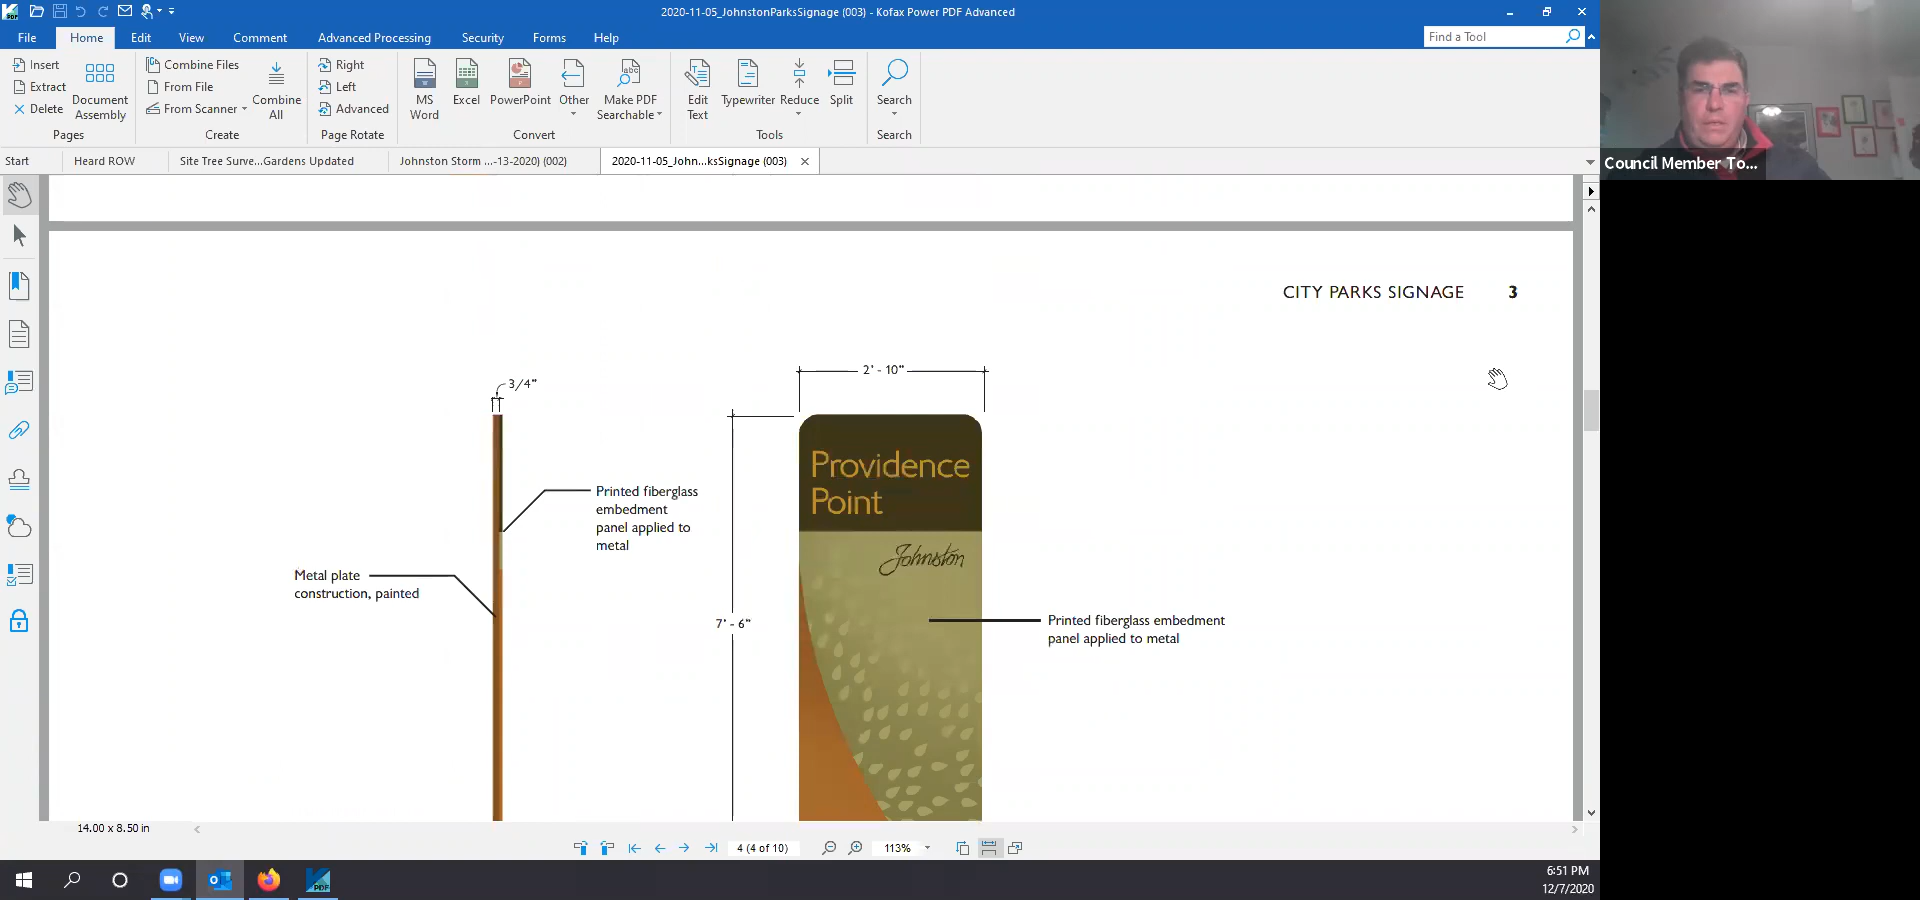 2020-11-05_JohnstonParksSignage (003) - Kofax Power PDF Advanced
File Home Edit View Comment Advanced Processing Security Forms Help
Find a Tool
Insert
Extract
Delete
Document
Assembly
Pages
Combine Files
From File
From Scanner
Combine
All
Create
Right
Left
Advanced
Page Rotate
MS
Word
Excel
PowerPoint
Other
Make PDF
Searchable
Convert
Edit
Text
Typewriter
Reduce
Split
Tools
Search
Search
Start
Heard ROW
Site Tree Surve...Gardens Updated
Johnston Storm ...-13-2020) (002)
2020-11-05_John...ksSignage (003)
Council Member To...
CITY PARKS SIGNAGE 3
2' - 10"
3/4"
Providence
Point
Johnston
Printed fiberglass
embedment
panel applied to
metal
Metal plate
construction, painted
7' - 6"
Printed fiberglass embedment
panel applied to metal
14.00 x 8.50 in
4 (4 of 10)
113%
PDF
6:51 PM
12/7/2020